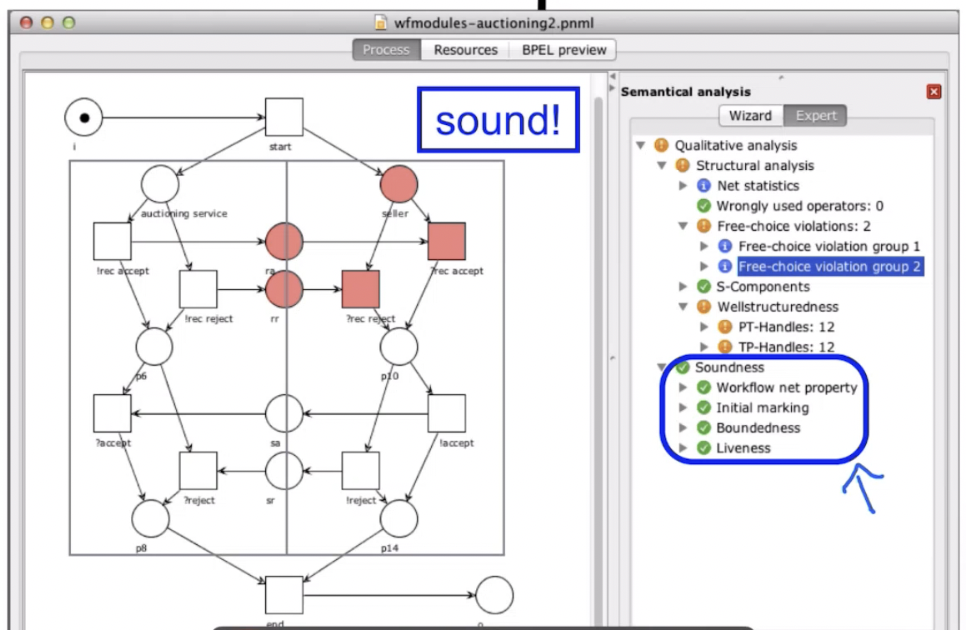 wfmodules-auctioning2.pnml
Process Resources BPEL preview
Semantical analysis
Wizard Expert
sound!
i
start
auctioning service
seller
!rec accept
ra
?rec accept
!rec reject
rr
?rec reject
p6
p10
?accept
sa
!accept
?reject
sr
!reject
p8
p14
end
o
Qualitative analysis
Structural analysis
Net statistics
Wrongly used operators: 0
Free-choice violations: 2
Free-choice violation group 1
Free-choice violation group 2
S-Components
Wellstructuredness
PT-Handles: 12
TP-Handles: 12
Soundness
Workflow net property
Initial marking
Boundedness
Liveness